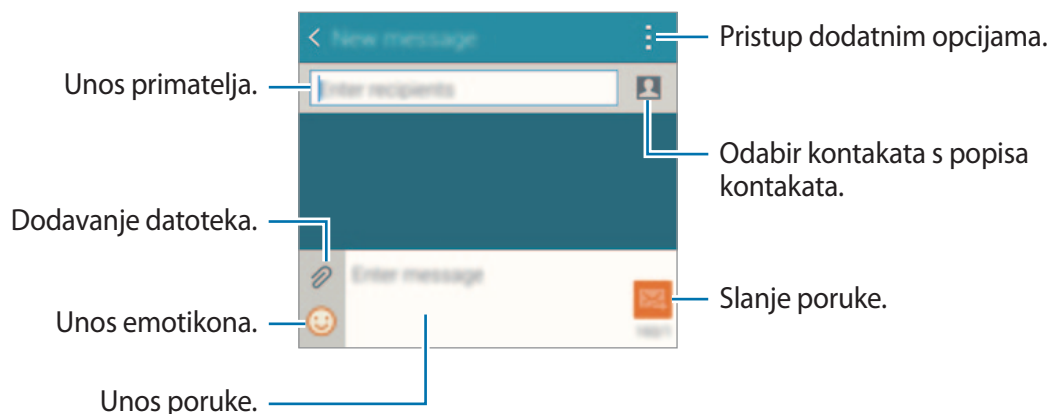 New message
Pristup dodatnim opcijama.
Unos primatelja.
Enter recipients
Odabir kontakata s popisa
kontakata.
Dodavanje datoteka.
Enter message
Slanje poruke.
Unos emotikona.
Unos poruke.